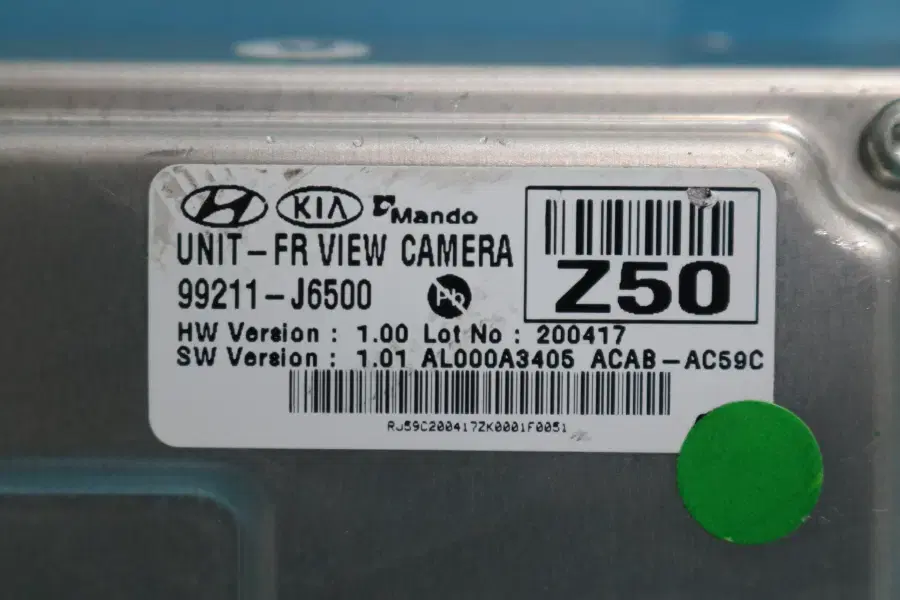 KIA Mando
UNIT-FR VIEW CAMERA
99211-J6500 Pb
Z50
HW Version : 1.00 Lot No : 200417
SW Version : 1.01 AL000A3405 ACAB-AC59C
RJ59C200417ZK0001F0051